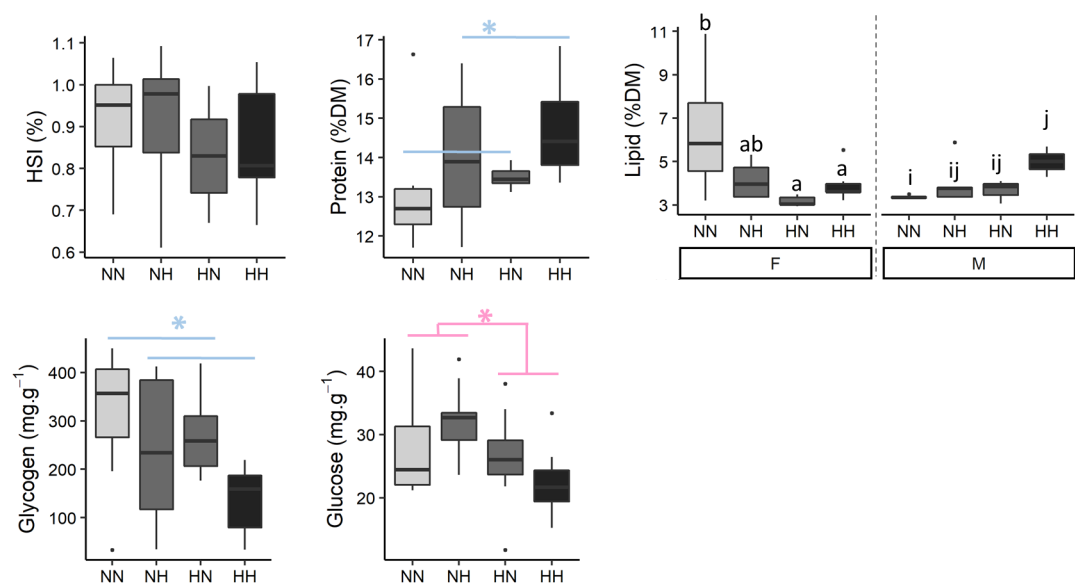 HSI (%)
1.1
1.0
0.9
0.8
0.7
0.6
NN NH HN HH
*
Protein (%DM)
17
16
15
14
13
12
NN NH HN HH
Lipid (%DM)
11
9
7
5
3
b
ab
a
a
i
ij
ij
j
NN NH HN HH NN NH HN HH
F M
*
Glycogen (mg.g⁻¹)
400
300
200
100
NN NH HN HH
*
Glucose (mg.g⁻¹)
40
30
20
NN NH HN HH